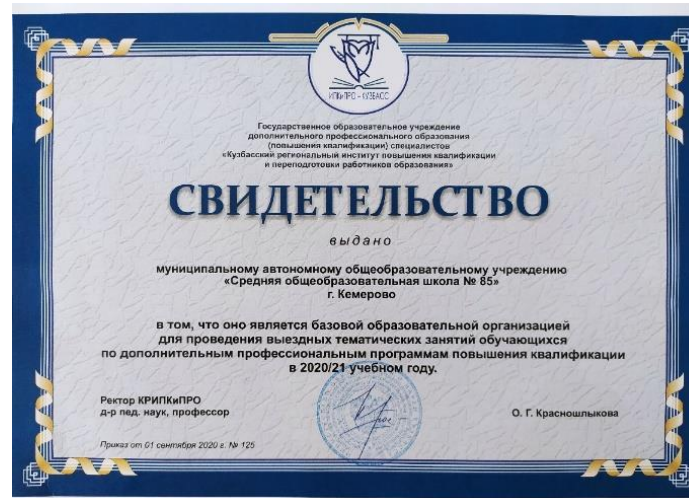 ИПКиПРО - КУЗБАСС
Государственное образовательное учреждение
дополнительного профессионального образования
(повышения квалификации) специалистов
«Кузбасский региональный институт повышения квалификации
и переподготовки работников образования»
СВИДЕТЕЛЬСТВО
выдано
муниципальному автономному общеобразовательному учреждению
«Средняя общеобразовательная школа № 85»
г. Кемерово
в том, что оно является базовой образовательной организацией
для проведения выездных тематических занятий обучающихся
по дополнительным профессиональным программам повышения квалификации
в 2020/21 учебном году.
Ректор КРИПКиПРО
д-р пед. наук, профессор
О. Г. Красношлыкова
Приказ от 01 сентября 2020 г. № 125